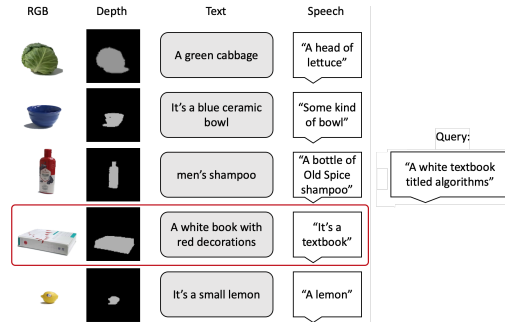 RGB Depth Text Speech
A green cabbage
“A head of
lettuce”
It’s a blue ceramic
bowl
“Some kind
of bowl”
men’s shampoo
“A bottle of
Old Spice
shampoo”
A white book with
red decorations
“It’s a
textbook”
It’s a small lemon
“A lemon”
Query:
“A white textbook
titled algorithms”